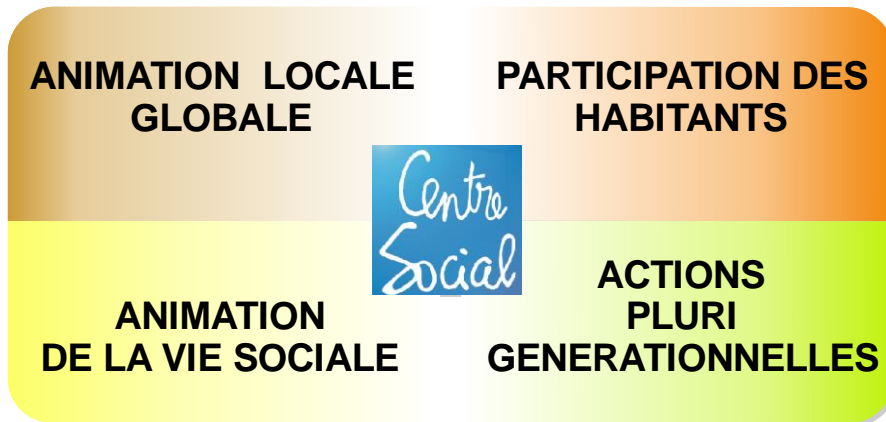 ANIMATION LOCALE
GLOBALE
PARTICIPATION DES
HABITANTS
Centre
Social
ANIMATION
DE LA VIE SOCIALE
ACTIONS
PLURI
GENERATIONNELLES